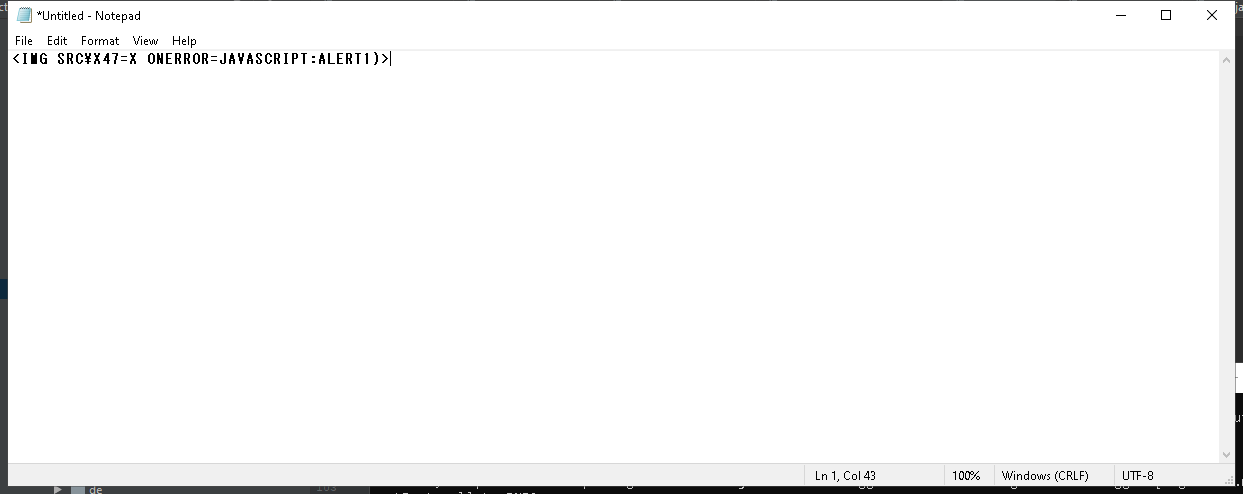 *Untitled - Notepad
File Edit Format View Help
<IMG SRC¥X47=X ONERROR=JAVASCRIPT:ALERT1)>
Ln 1, Col 43 100% Windows (CRLF) UTF-8
de